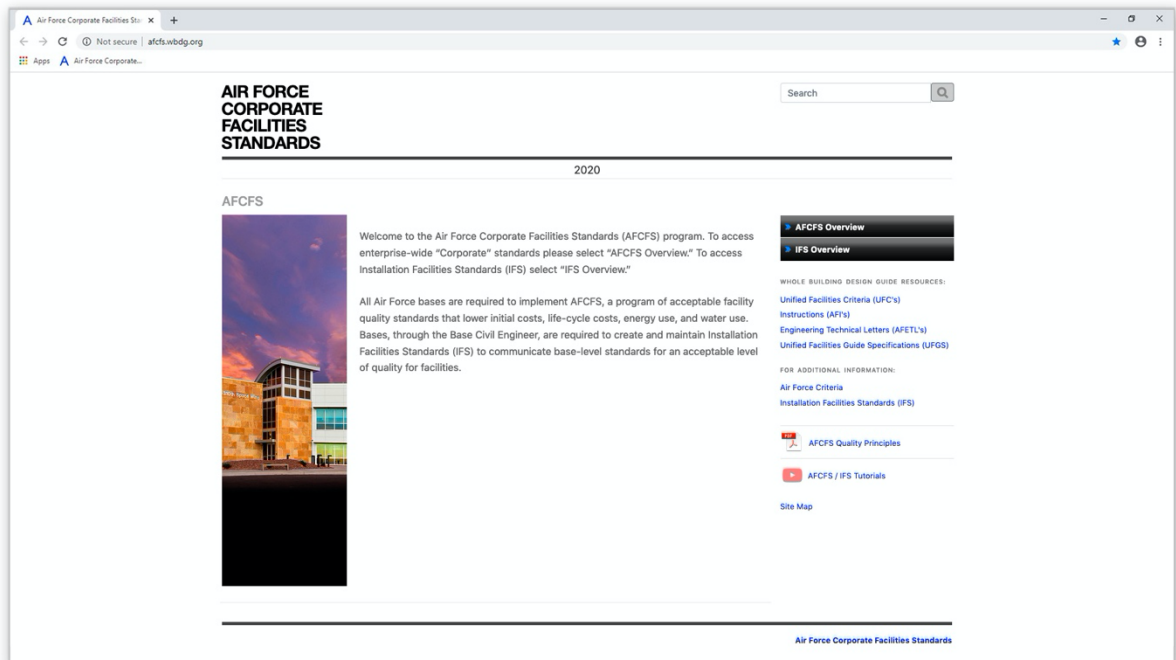 Air Force Corporate Facilities Sta
Not secure | afcfs.wbdg.org
Apps Air Force Corporate...
AIR FORCE
CORPORATE
FACILITIES
STANDARDS
Search
2020
AFCFS
Welcome to the Air Force Corporate Facilities Standards (AFCFS) program. To access
enterprise-wide “Corporate” standards please select “AFCFS Overview.” To access
Installation Facilities Standards (IFS) select “IFS Overview.”
All Air Force bases are required to implement AFCFS, a program of acceptable facility
quality standards that lower initial costs, life-cycle costs, energy use, and water use.
Bases, through the Base Civil Engineer, are required to create and maintain Installation
Facilities Standards (IFS) to communicate base-level standards for an acceptable level
of quality for facilities.
AFCFS Overview
IFS Overview
WHOLE BUILDING DESIGN GUIDE RESOURCES:
Unified Facilities Criteria (UFC's)
Instructions (AFI's)
Engineering Technical Letters (AFETL's)
Unified Facilities Guide Specifications (UFGS)
FOR ADDITIONAL INFORMATION:
Air Force Criteria
Installation Facilities Standards (IFS)
PDF
AFCFS Quality Principles
AFCFS / IFS Tutorials
Site Map
Air Force Corporate Facilities Standards